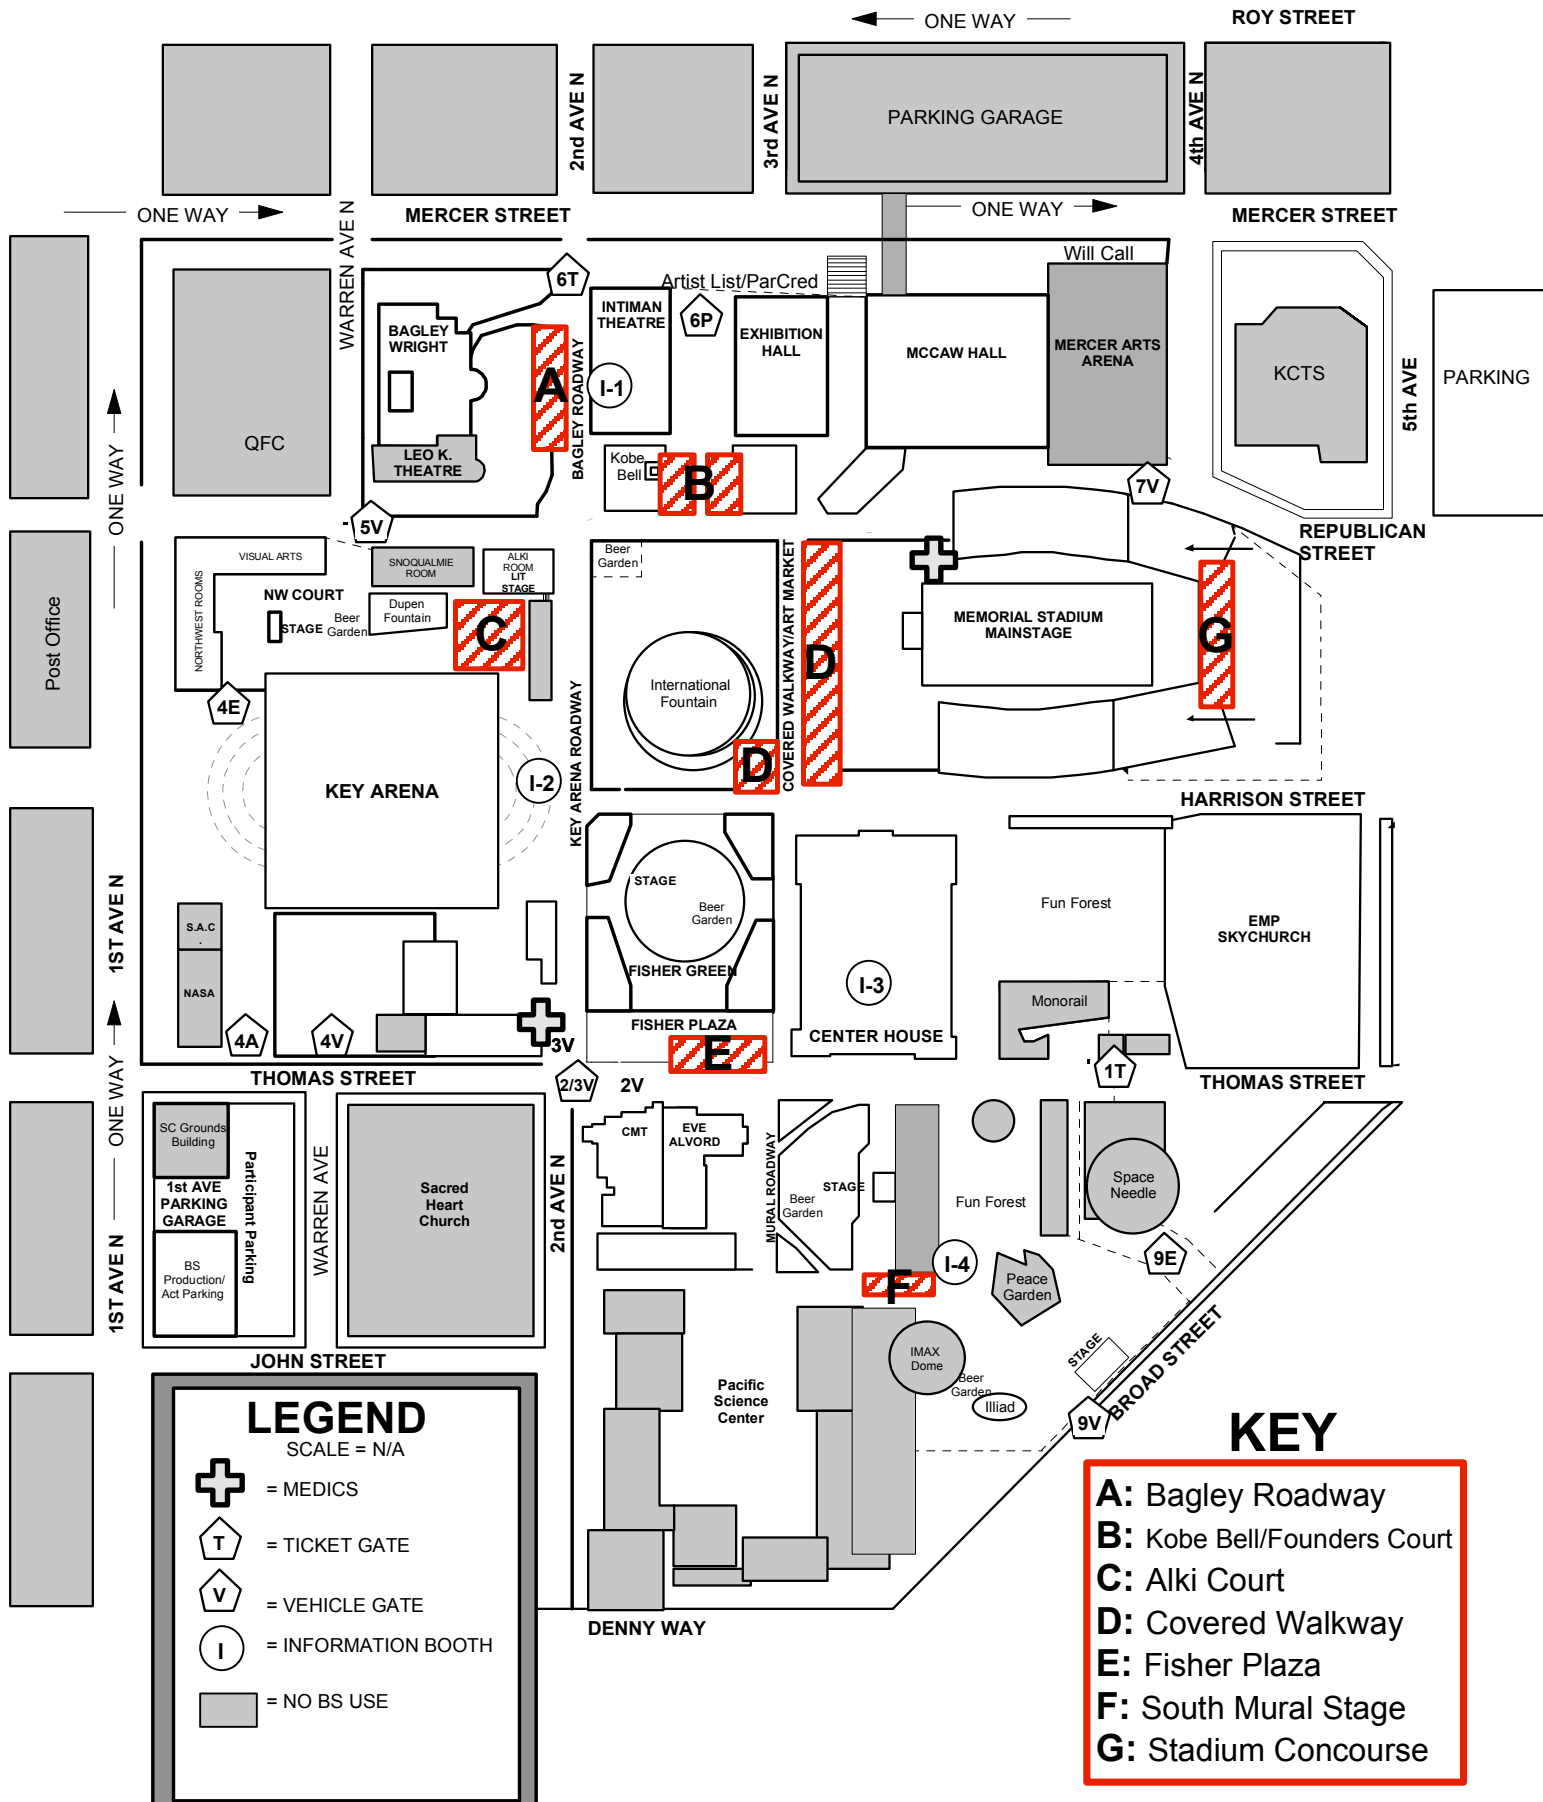 ONE WAY
ROY STREET
2nd AVE N
3rd AVE N
PARKING GARAGE
4th AVE N
ONE WAY
MERCER STREET
ONE WAY
MERCER STREET
WARREN AVE N
Will Call
6T
Artist List/ParCred
6P
INTIMAN
THEATRE
BAGLEY
WRIGHT
EXHIBITION
HALL
MCCAW HALL
MERCER ARTS
ARENA
KCTS
5th AVE
PARKING
A
BAGLEY ROADWAY
I-1
ONE WAY
QFC
LEO K.
THEATRE
Kobe
Bell
B
7V
5V
REPUBLICAN
STREET
VISUAL ARTS
SNOQUALMIE
ROOM
ALKI
ROOM
LIT
STAGE
Beer
Garden
NORTHWEST ROOMS
NW COURT
STAGE
Beer
Garden
Dupen
Fountain
C
COVERED WALKWAY/ART MARKET
D
MEMORIAL STADIUM
MAINSTAGE
G
Post Office
4E
International
Fountain
KEY ARENA ROADWAY
D
KEY ARENA
I-2
HARRISON STREET
1ST AVE N
STAGE
Beer
Garden
Fun Forest
EMP
SKYCHURCH
S.A.C
.
FISHER GREEN
I-3
NASA
Monorail
4A
4V
3V
FISHER PLAZA
E
CENTER HOUSE
THOMAS STREET
2/3V
2V
1T
THOMAS STREET
ONE WAY
SC Grounds
Building
Participant Parking
1st AVE
PARKING
GARAGE
WARREN AVE
Sacred
Heart
Church
2nd AVE N
CMT
EVE
ALVORD
MURAL ROADWAY
STAGE
Beer
Garden
Fun Forest
Space
Needle
1ST AVE N
BS
Production/
Act Parking
I-4
9E
F
Peace
Garden
JOHN STREET
IMAX
Dome
STAGE
BROAD STREET
Beer
Garden
Illiad
9V
Pacific
Science
Center
DENNY WAY
LEGEND
SCALE = N/A
= MEDICS
T
= TICKET GATE
V
= VEHICLE GATE
I
= INFORMATION BOOTH
= NO BS USE
KEY
A: Bagley Roadway
B: Kobe Bell/Founders Court
C: Alki Court
D: Covered Walkway
E: Fisher Plaza
F: South Mural Stage
G: Stadium Concourse